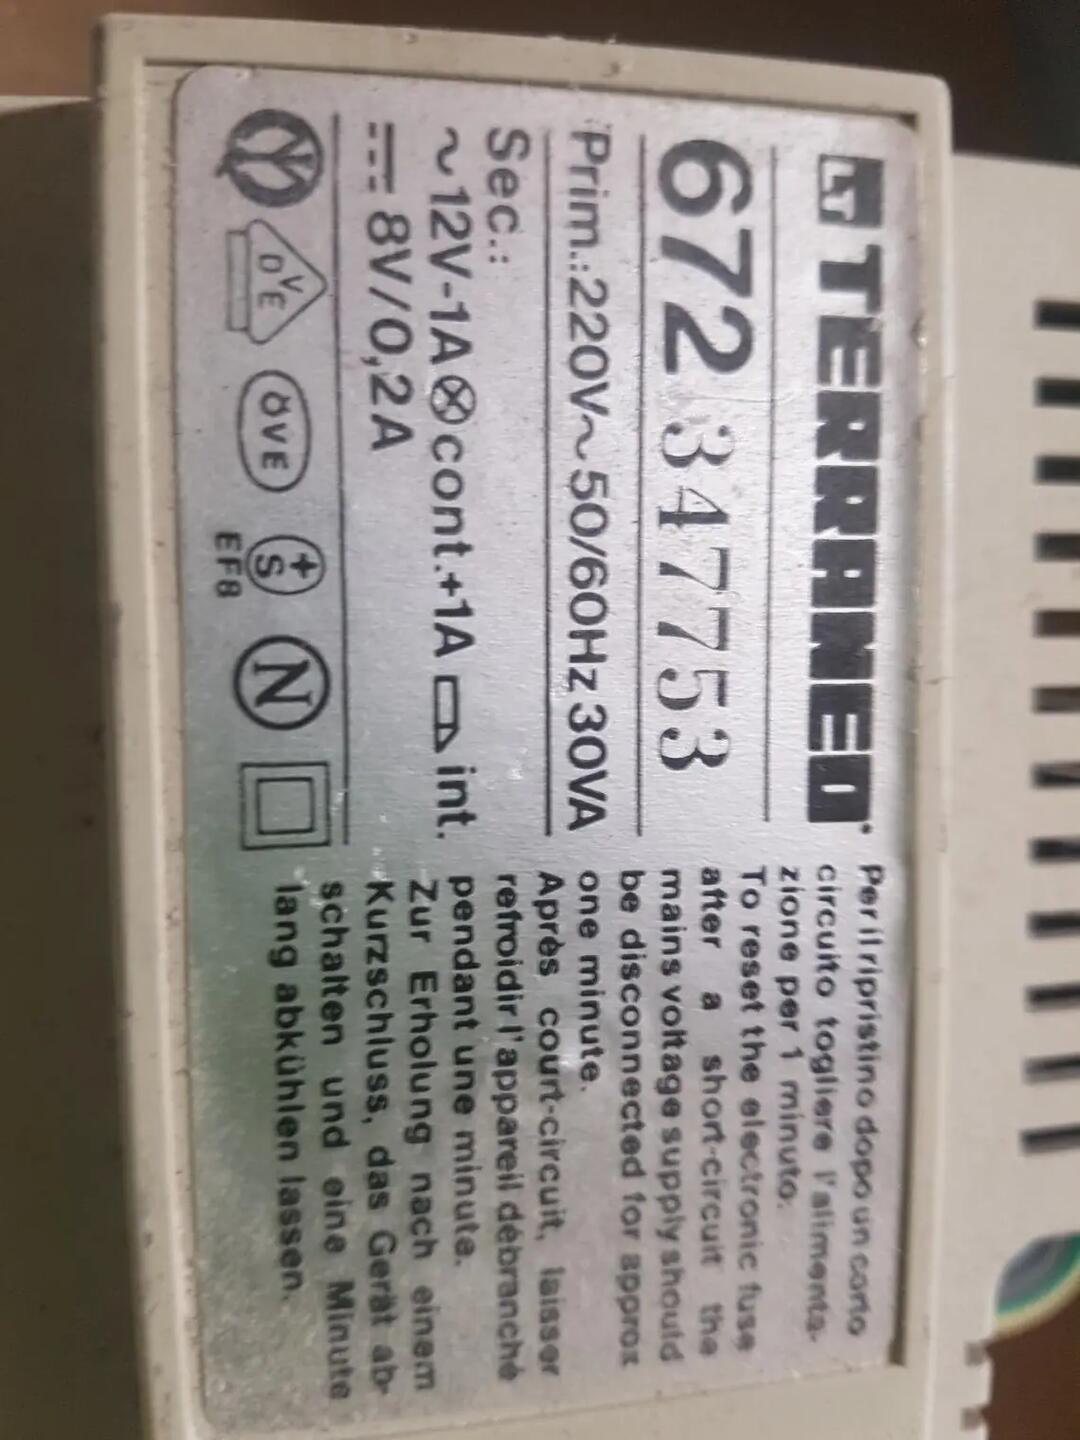 LT TERRANEO
672 347753
Prim.:220V~50/60Hz 30VA
Sec.:
~12V-1A⊗cont.+1A int.
⎓ 8V/0,2A
VDE
ÖVE
+S
EF8
N
Per il ripristino dopo un corto
circuito togliere l'alimenta-
zione per 1 minuto.
To reset the electronic fuse
after a short-circuit the
mains voltage supply should
be disconnected for approx
one minute.
Après court-circuit, laisser
refroidir l'appareil débranché
pendant une minute.
Zur Erholung nach einem
Kurzschluss, das Gerät ab-
schalten und eine Minute
lang abkühlen lassen.